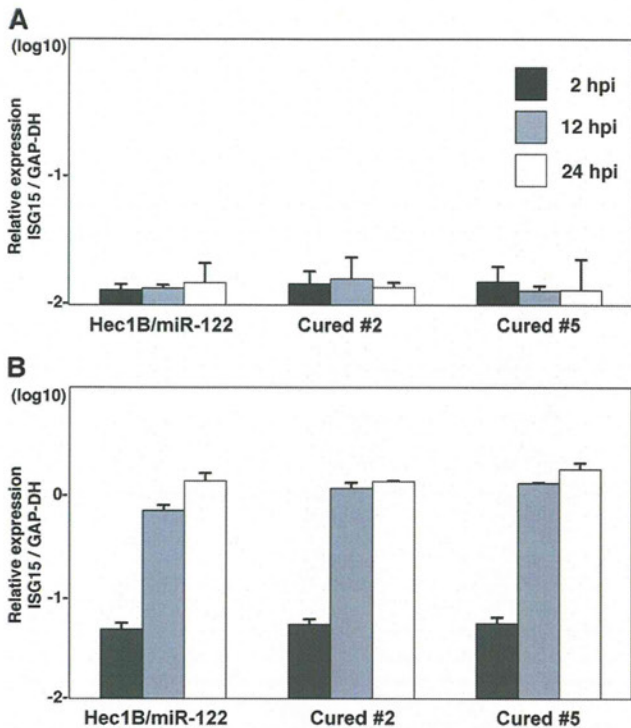 A
(log10)
Relative expression
ISG15 / GAP-DH
-1
-2
2 hpi
12 hpi
24 hpi
Hec1B/miR-122 Cured #2 Cured #5
B
(log10)
Relative expression
ISG15 / GAP-DH
0
-1
-2
Hec1B/miR-122 Cured #2 Cured #5